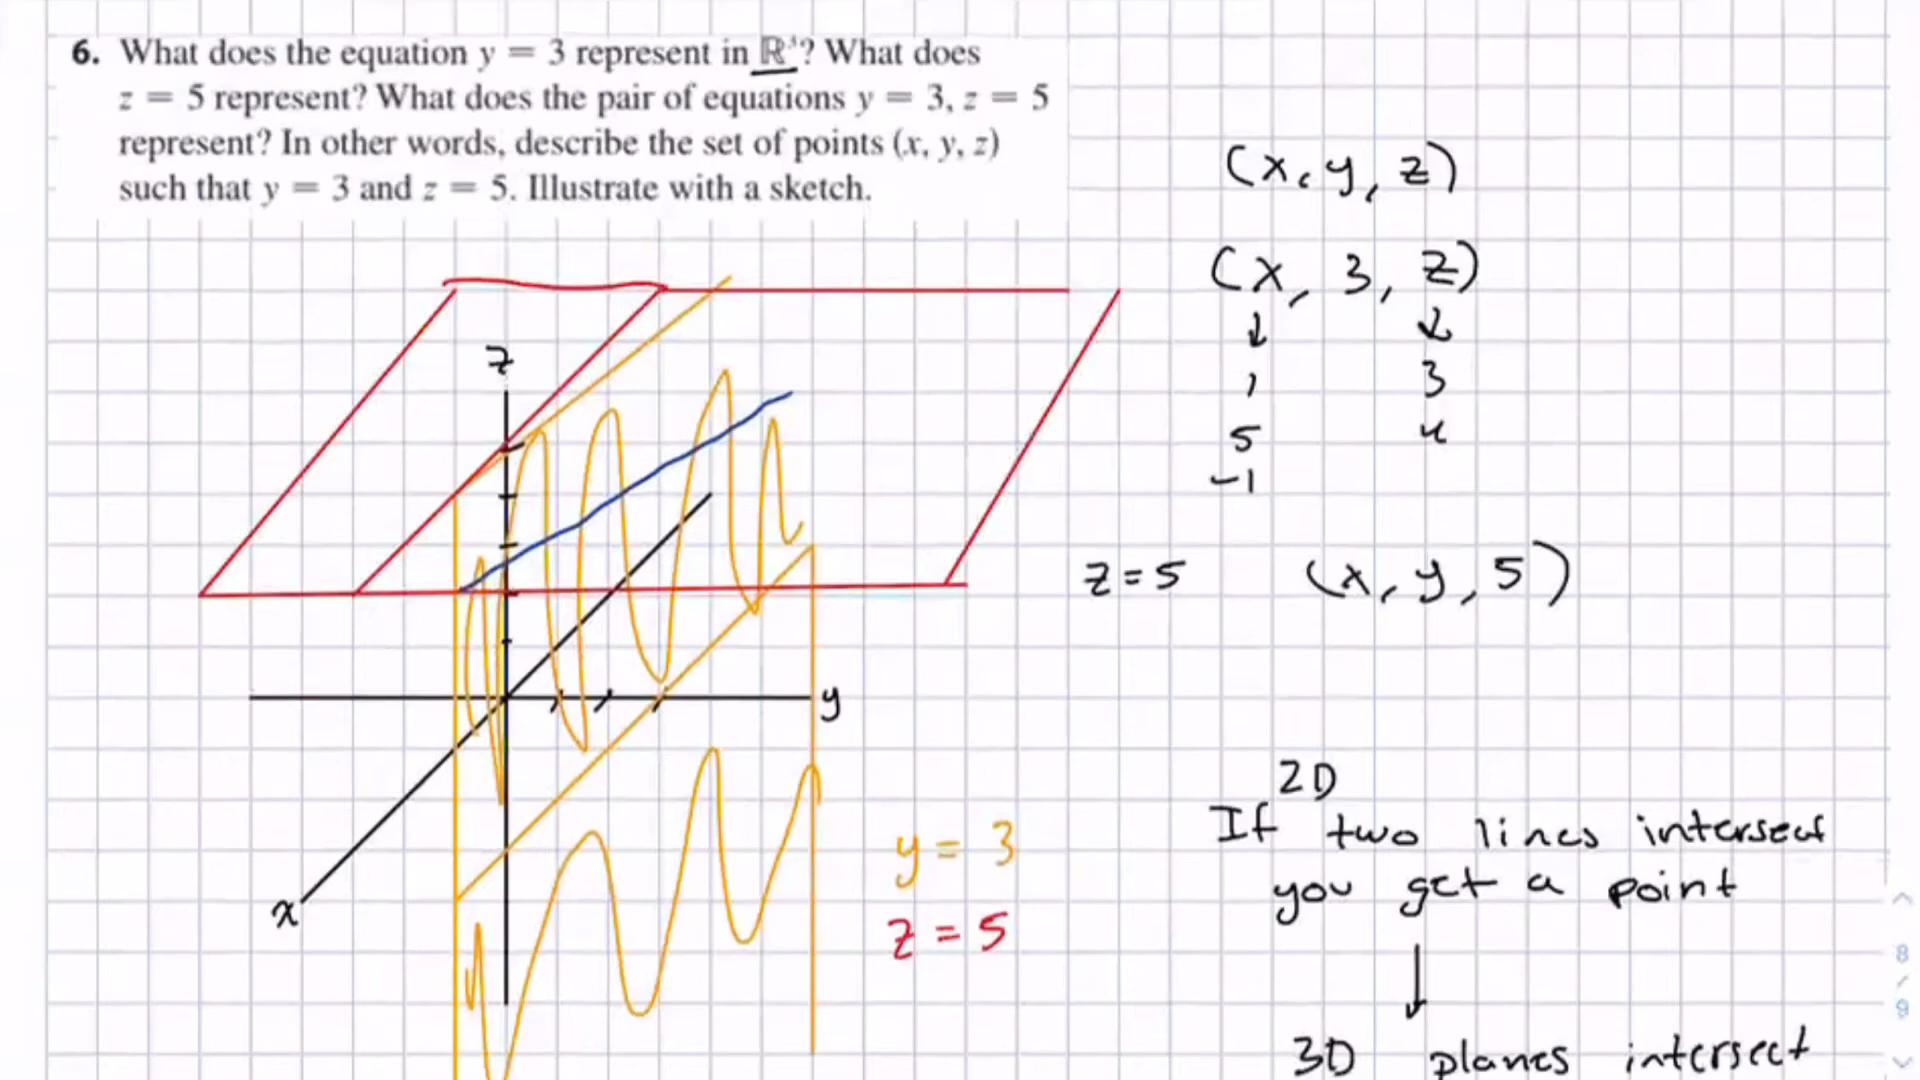 6. What does the equation y = 3 represent in ℝ³? What does
z = 5 represent? What does the pair of equations y = 3, z = 5
represent? In other words, describe the set of points (x, y, z)
such that y = 3 and z = 5. Illustrate with a sketch.
(x, y, z)
(x, 3, z)
↓ ↓
1 3
5 4
-1
z
z = 5 (x, y, 5)
y
x
y = 3
z = 5
2D
If two lines intersect
you get a point
↓
3D planes intersect
8
/
9